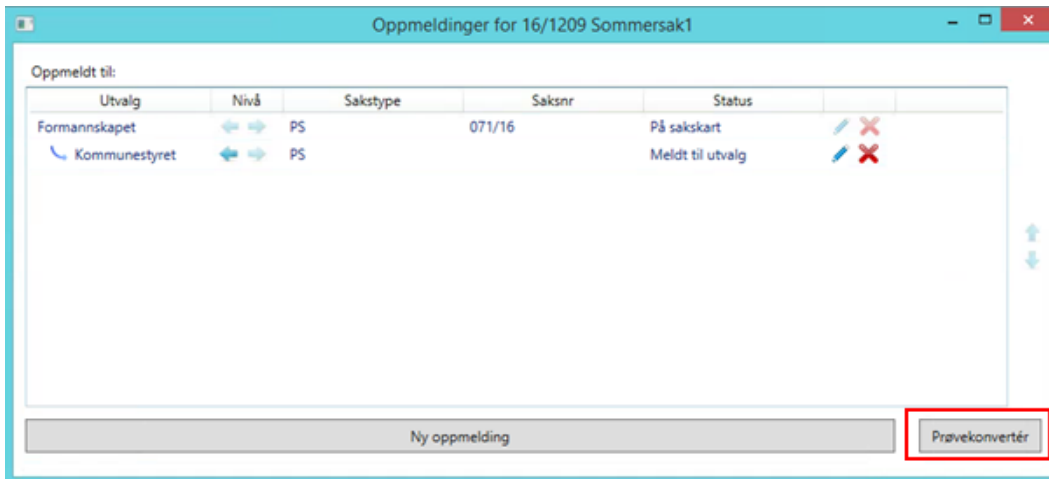 Oppmeldinger for 16/1209 Sommersak1
Oppmeldt til:
Utvalg Nivå Sakstype Saksnr Status
Formannskapet PS 071/16 På sakskart
Kommunestyret PS Meldt til utvalg
Ny oppmelding Prøvekonvertér